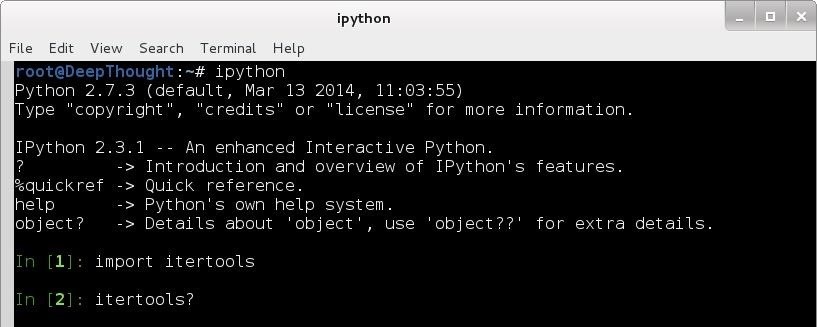 ipython
File Edit View Search Terminal Help
root@DeepThought:~# ipython
Python 2.7.3 (default, Mar 13 2014, 11:03:55)
Type "copyright", "credits" or "license" for more information.
IPython 2.3.1 -- An enhanced Interactive Python.
?         -> Introduction and overview of IPython's features.
%quickref -> Quick reference.
help      -> Python's own help system.
object?   -> Details about 'object', use 'object??' for extra details.
In [1]: import itertools
In [2]: itertools?